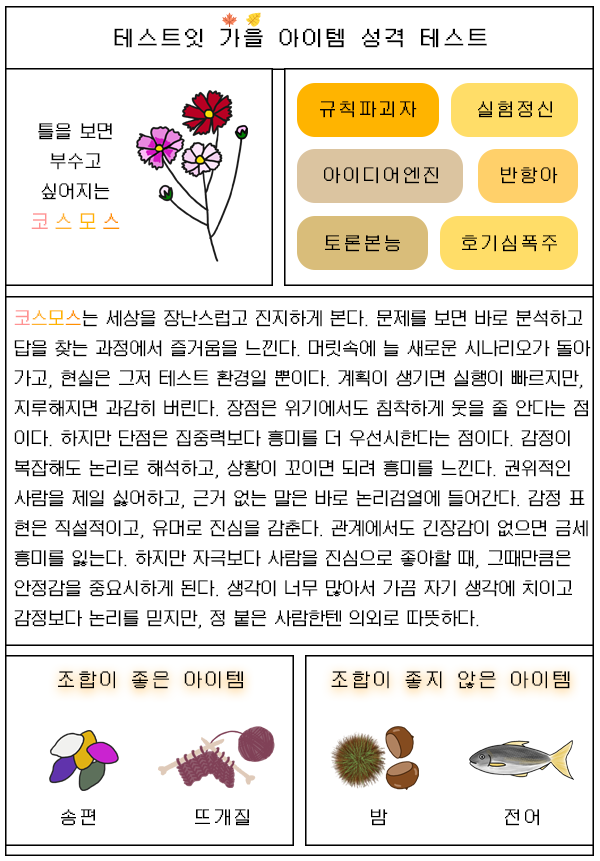 테스트잇 가을 아이템 성격 테스트
틀을 보면
부수고
싶어지는
코스모스
규칙파괴자
실험정신
아이디어엔진
반항아
토론본능
호기심폭주
코스모스는 세상을 장난스럽고 진지하게 본다. 문제를 보면 바로 분석하고
답을 찾는 과정에서 즐거움을 느낀다. 머릿속에 늘 새로운 시나리오가 돌아
가고, 현실은 그저 테스트 환경일 뿐이다. 계획이 생기면 실행이 빠르지만,
지루해지면 과감히 버린다. 장점은 위기에서도 침착하게 웃을 줄 안다는 점
이다. 하지만 단점은 집중력보다 흥미를 더 우선시한다는 점이다. 감정이
복잡해도 논리로 해석하고, 상황이 꼬이면 되려 흥미를 느낀다. 권위적인
사람을 제일 싫어하고, 근거 없는 말은 바로 논리검열에 들어간다. 감정 표
현은 직설적이고, 유머로 진심을 감춘다. 관계에서도 긴장감이 없으면 금세
흥미를 잃는다. 하지만 자극보다 사람을 진심으로 좋아할 때, 그때만큼은
안정감을 중요시하게 된다. 생각이 너무 많아서 가끔 자기 생각에 치이고
감정보다 논리를 믿지만, 정 붙은 사람한텐 의외로 따뜻하다.
조합이 좋은 아이템
송편
뜨개질
조합이 좋지 않은 아이템
밤
전어